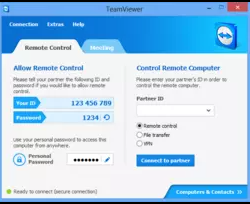 TeamViewer
Connection Extras Help
Remote Control
Meeting
Allow Remote Control
Please tell your partner the following ID and
password if you would like to allow remote
control.
Your ID 123 456 789
Password 1234
Use your personal password to access this
computer from anywhere.
Personal
Password
Control Remote Computer
Please enter your partner's ID in order to
control the remote computer.
Partner ID
Remote control
File transfer
VPN
Connect to partner
Ready to connect (secure connection)
Computers & Contacts >>